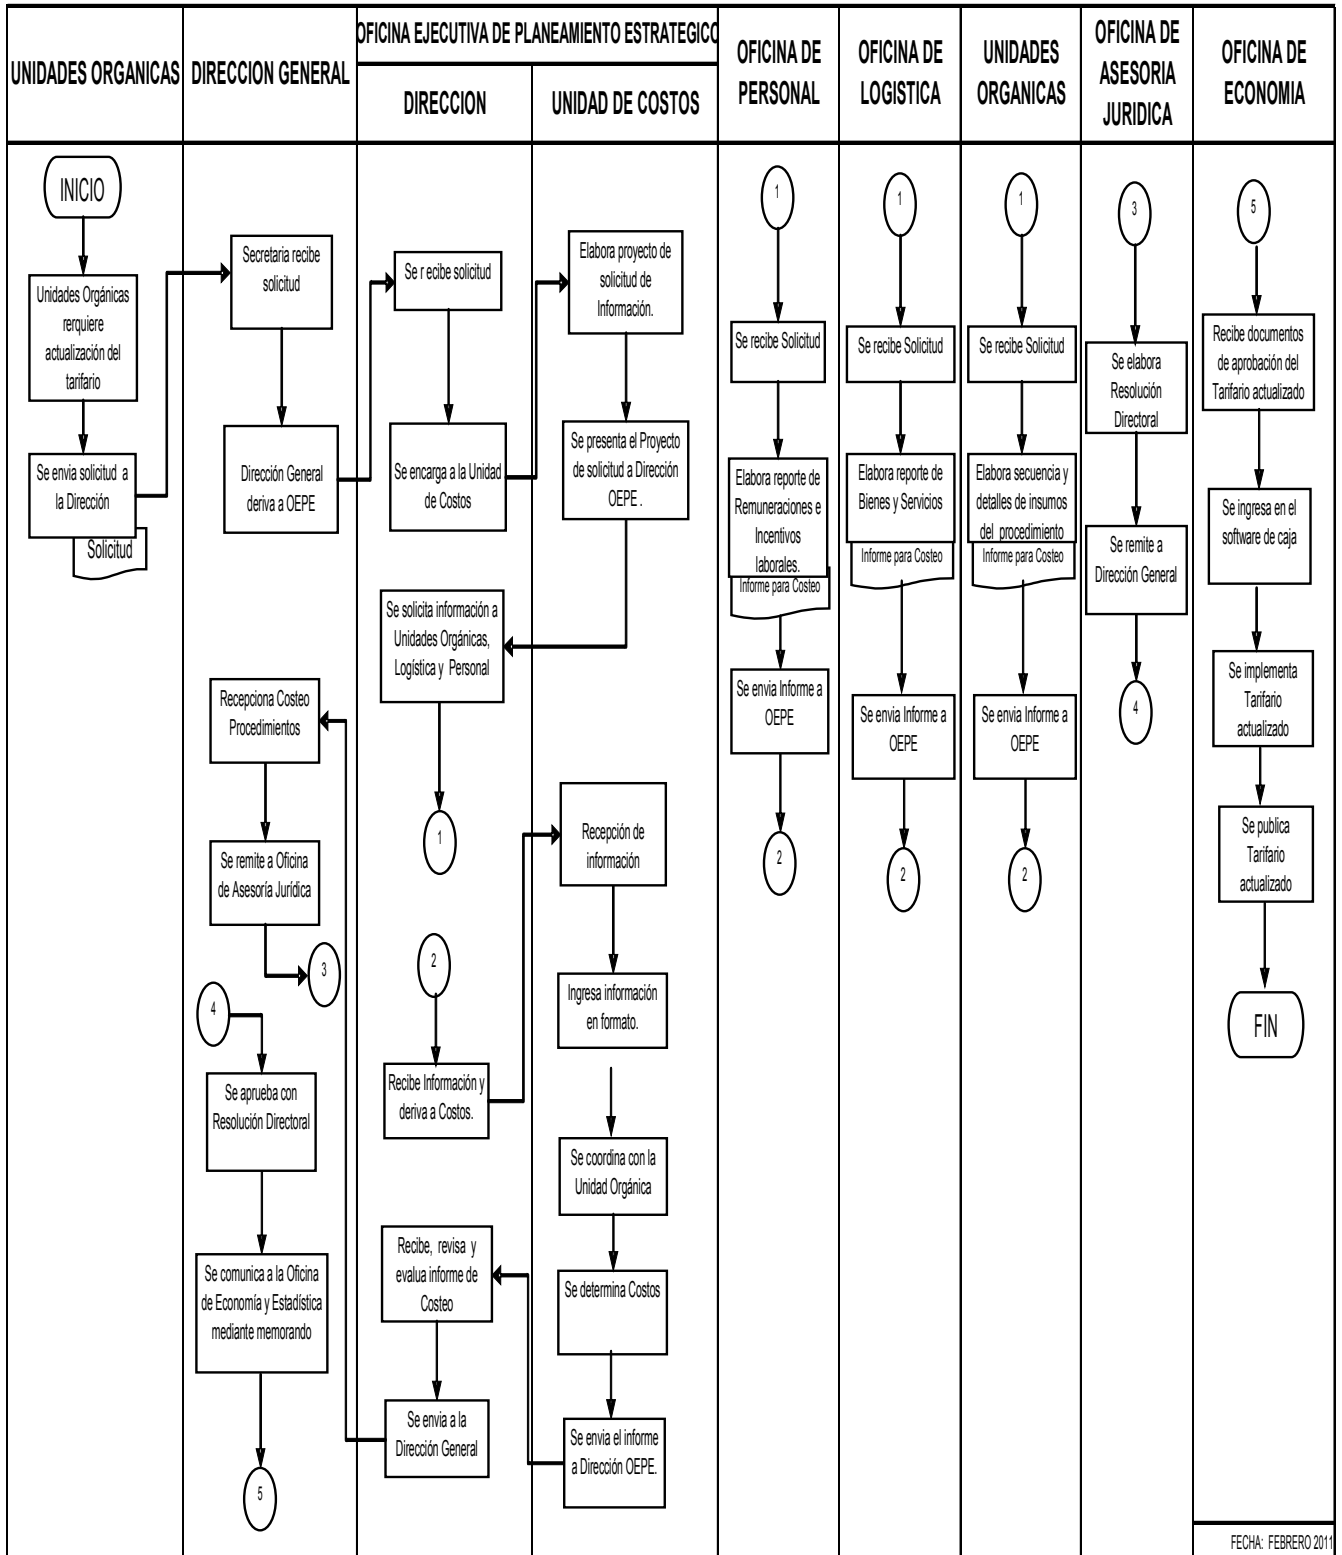 UNIDADES ORGANICAS
DIRECCION GENERAL
OFICINA EJECUTIVA DE PLANEAMIENTO ESTRATEGICO
DIRECCION
UNIDAD DE COSTOS
OFICINA DE
PERSONAL
OFICINA DE
LOGISTICA
UNIDADES
ORGANICAS
OFICINA DE
ASESORIA
JURIDICA
OFICINA DE
ECONOMIA
INICIO
Unidades Orgánicas
rerquiere
actualización del
tarifario
Se envia solicitud a
la Dirección
Solicitud
Secretaria recibe
solicitud
Dirección General
deriva a OEPE
Recepciona Costeo
Procedimientos
Se remite a Oficina
de Asesoría Jurídica
3
4
Se aprueba con
Resolución Directoral
Se comunica a la Oficina
de Economía y Estadística
mediante memorando
5
Se r ecibe solicitud
Se encarga a la Unidad
de Costos
Se solicita información a
Unidades Orgánicas,
Logística y Personal
1
2
Recibe Información y
deriva a Costos.
Recibe, revisa y
evalua informe de
Costeo
Se envia a la
Dirección General
Elabora proyecto de
solicitud de
Información.
Se presenta el Proyecto
de solicitud a Dirección
OEPE .
Recepción de
información
Ingresa información
en formato.
Se coordina con la
Unidad Orgánica
Se determina Costos
Se envia el informe
a Dirección OEPE.
1
Se recibe Solicitud
Elabora reporte de
Remuneraciones e
Incentivos
laborales.
Informe para Costeo
Se envia Informe a
OEPE
2
1
Se recibe Solicitud
Elabora reporte de
Bienes y Servicios
Informe para Costeo
Se envia Informe a
OEPE
2
1
Se recibe Solicitud
Elabora secuencia y
detalles de insumos
del procedimiento
Informe para Costeo
Se envia Informe a
OEPE
2
3
Se elabora
Resolución
Directoral
Se remite a
Dirección General
4
5
Recibe documentos
de aprobación del
Tarifario actualizado
Se ingresa en el
software de caja
Se implementa
Tarifario
actualizado
Se publica
Tarifario
actualizado
FIN
FECHA: FEBRERO 2011